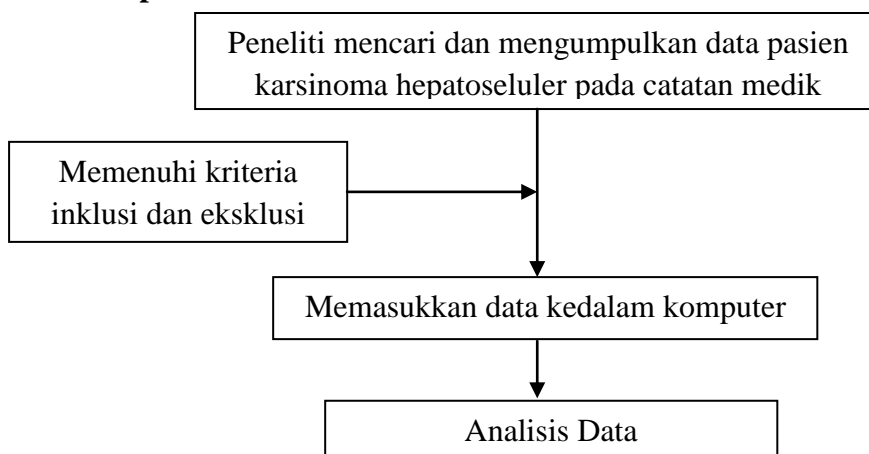 Peneliti mencari dan mengumpulkan data pasien
karsinoma hepatoseluler pada catatan medik
Memenuhi kriteria
inklusi dan eksklusi
Memasukkan data kedalam komputer
Analisis Data